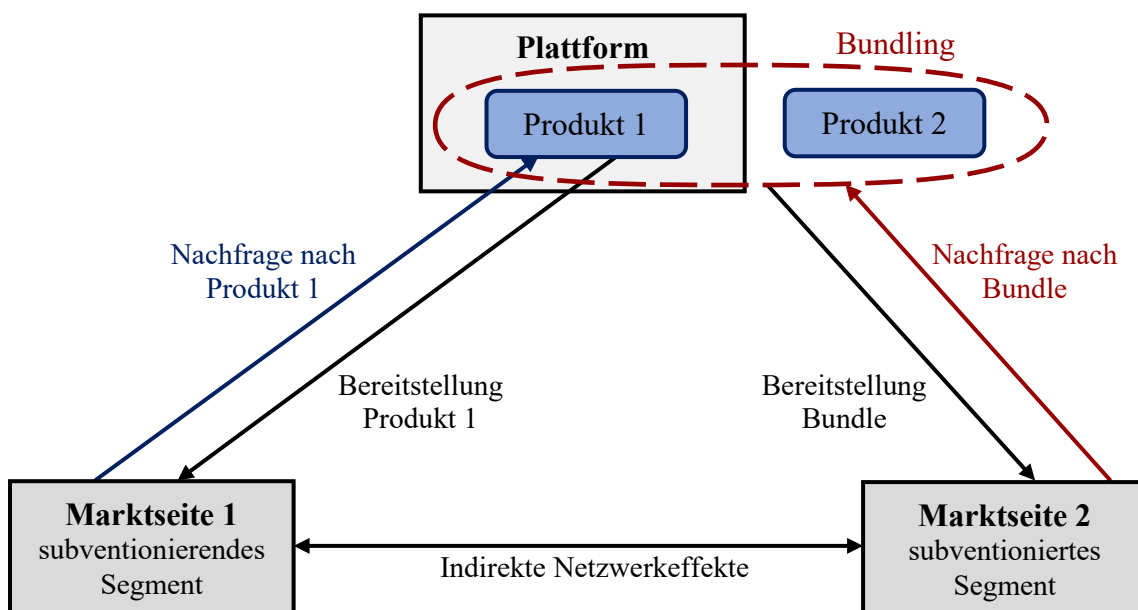 Plattform
Bundling
Produkt 1
Produkt 2
Nachfrage nach
Produkt 1
Nachfrage nach
Bundle
Bereitstellung
Produkt 1
Bereitstellung
Bundle
Marktseite 1
subventionierendes
Segment
Indirekte Netzwerkeffekte
Marktseite 2
subventioniertes
Segment